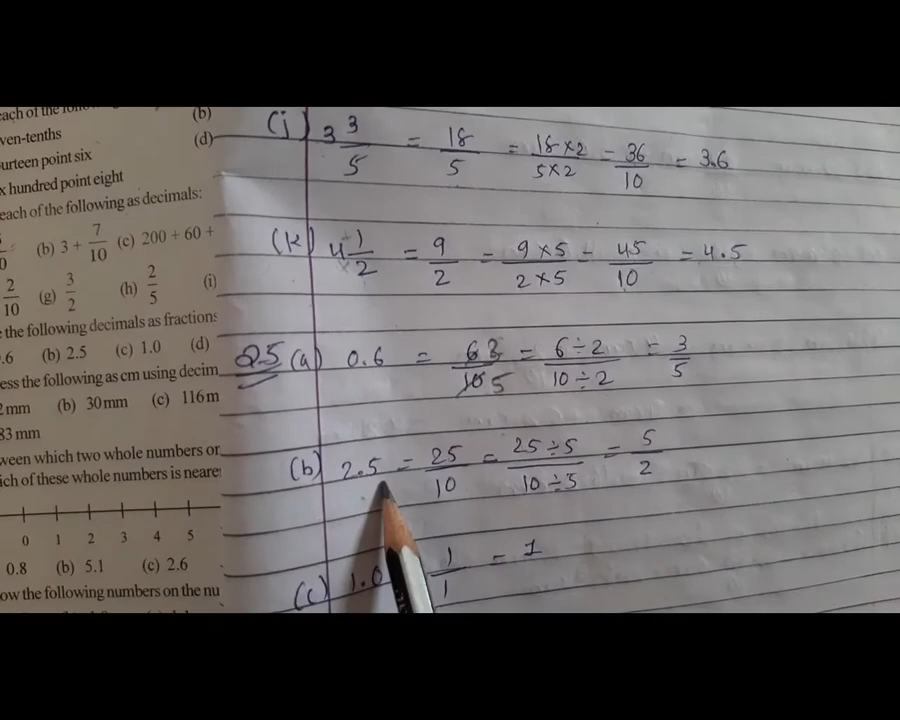 each of the
ven-tenths
(b)
(d)
urteen point six
x hundred point eight
each of the following as decimals:
(b) 3 + 7/10 (c) 200 + 60 +
2/10 (g) 3/2 (h) 2/5 (i)
the following decimals as fractions
.6 (b) 2.5 (c) 1.0 (d)
ess the following as cm using decim
2mm (b) 30mm (c) 116m
83 mm
ween which two whole numbers or
ich of these whole numbers is neare
0 1 2 3 4 5
0.8 (b) 5.1 (c) 2.6
ow the following numbers on the nu
(j) 3 3/5 = 18/5 = 18×2/5×2 = 36/10 = 3.6
(k) 4 1/2 = 9/2 = 9×5/2×5 = 45/10 = 4.5
Q5 (a) 0.6 = 6 3/10 5 = 6÷2/10÷2 = 3/5
(b) 2.5 = 25/10 = 25÷5/10÷5 = 5/2
(c) 1.0 1/1 = 1